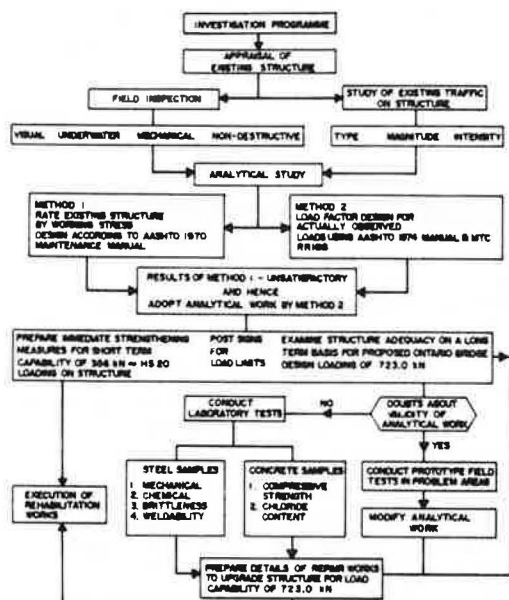 INVESTIGATION PROGRAMME
APPRAISAL OF
EXISTING STRUCTURE
FIELD INSPECTION
STUDY OF EXISTING TRAFFIC
ON STRUCTURE
VISUAL UNDERWATER MECHANICAL NON-DESTRUCTIVE
TYPE MAGNITUDE INTENSITY
ANALYTICAL STUDY
METHOD 1
RATE EXISTING STRUCTURE
BY WORKING STRESS
DESIGN ACCORDING TO AASHTO 1970
MAINTENANCE MANUAL
METHOD 2
LOAD FACTOR DESIGN FOR
ACTUALLY OBSERVED
LOADS USING AASHTO 1974 MANUAL & MTC
RESULTS OF METHOD 1 - UNSATISFACTORY
AND HENCE
ADOPT ANALYTICAL WORK BY METHOD 2
PREPARE IMMEDIATE STRENGTHENING
MEASURES FOR SHORT TERM
CAPABILITY OF kN ~ HS 20
LOADING ON STRUCTURE
POST SIGNS
FOR
LOAD LIMITS
EXAMINE STRUCTURE ADEQUACY ON A LONG
TERM BASIS FOR PROPOSED ONTARIO BRIDGE
DESIGN LOADING OF 723.0 kN
CONDUCT
LABORATORY TESTS
NO
DOUBTS ABOUT
VALIDITY OF
ANALYTICAL WORK
YES
STEEL SAMPLES
1. MECHANICAL
2. CHEMICAL
3. BRITTLENESS
4. WELDABILITY
CONCRETE SAMPLES
1. COMPRESSIVE
STRENGTH
2. CHLORIDE
CONTENT
CONDUCT PROTOTYPE FIELD
TESTS IN PROBLEM AREAS
EXECUTION OF
REHABILITATION
WORKS
MODIFY ANALYTICAL
WORK
PREPARE DETAILS OF REPAIR WORKS
TO UPGRADE STRUCTURE FOR LOAD
CAPABILITY OF 723.0 kN